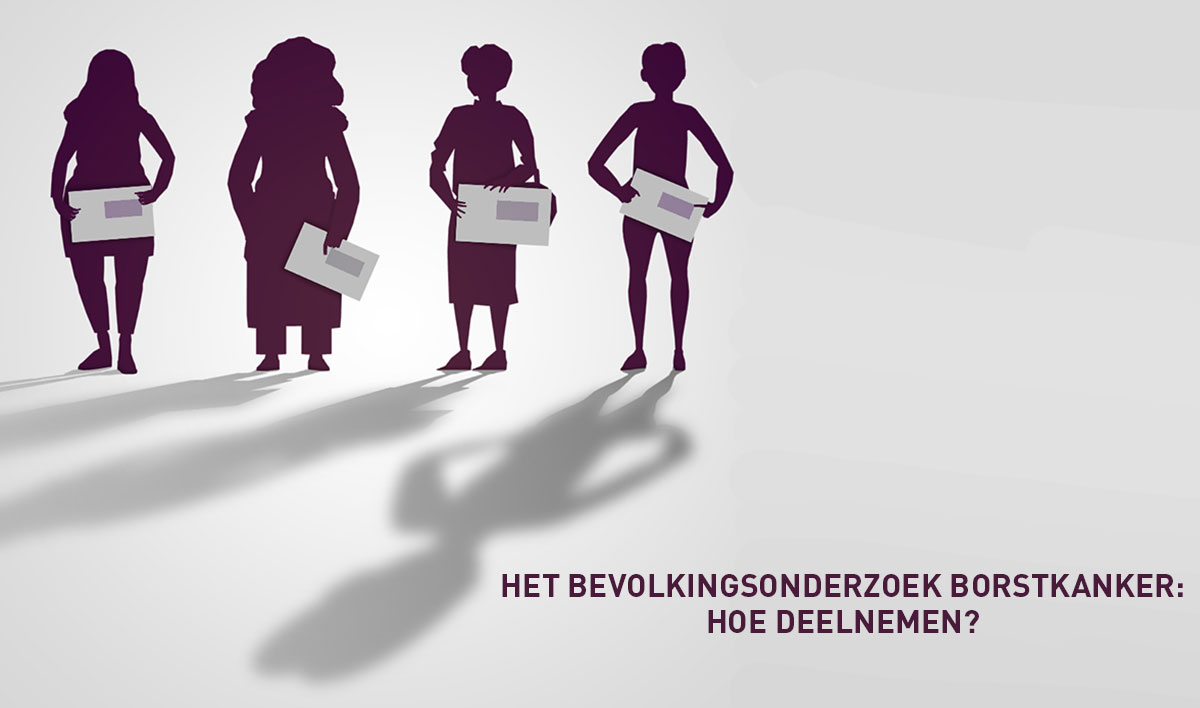 HET BEVOLKINGSONDERZOEK BORSTKANKER:
HOE DEELNEMEN?